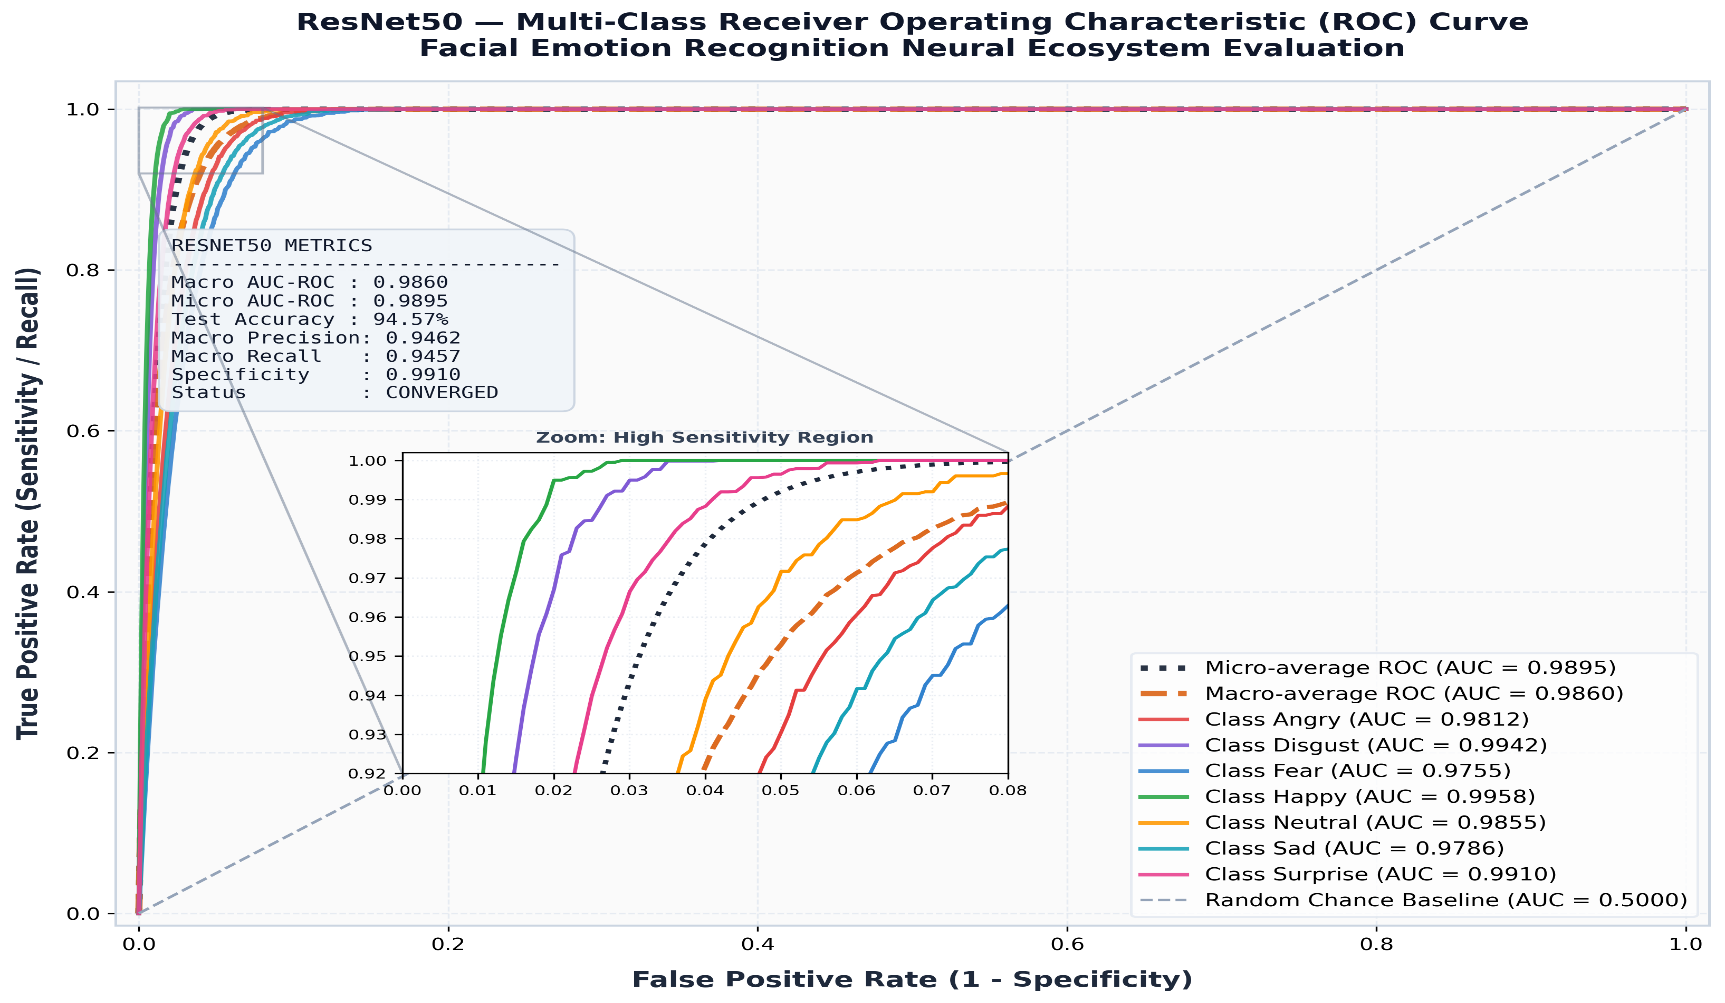 ResNet50 — Multi-Class Receiver Operating Characteristic (ROC) Curve
Facial Emotion Recognition Neural Ecosystem Evaluation
True Positive Rate (Sensitivity / Recall)
1.0
0.8
0.6
0.4
0.2
0.0
RESNET50 METRICS
-------------------------------
Macro AUC-ROC : 0.9860
Micro AUC-ROC : 0.9895
Test Accuracy : 94.57%
Macro Precision: 0.9462
Macro Recall   : 0.9457
Specificity    : 0.9910
Status         : CONVERGED
Zoom: High Sensitivity Region
1.00
0.99
0.98
0.97
0.96
0.95
0.94
0.93
0.92
0.00 0.01 0.02 0.03 0.04 0.05 0.06 0.07 0.08
Micro-average ROC (AUC = 0.9895)
Macro-average ROC (AUC = 0.9860)
Class Angry (AUC = 0.9812)
Class Disgust (AUC = 0.9942)
Class Fear (AUC = 0.9755)
Class Happy (AUC = 0.9958)
Class Neutral (AUC = 0.9855)
Class Sad (AUC = 0.9786)
Class Surprise (AUC = 0.9910)
Random Chance Baseline (AUC = 0.5000)
0.0 0.2 0.4 0.6 0.8 1.0
False Positive Rate (1 - Specificity)